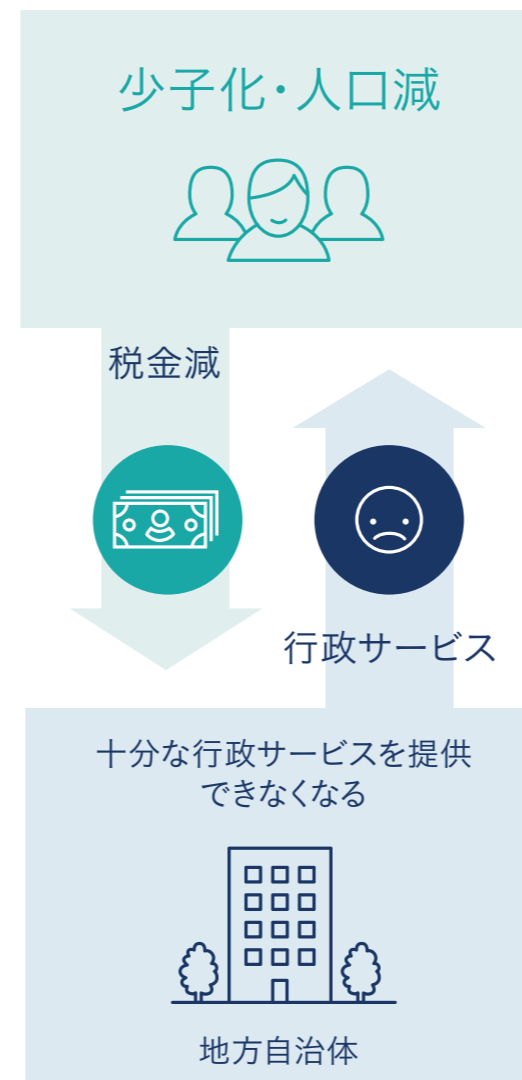 少子化・人口減
税金減
行政サービス
十分な行政サービスを提供
できなくなる
地方自治体